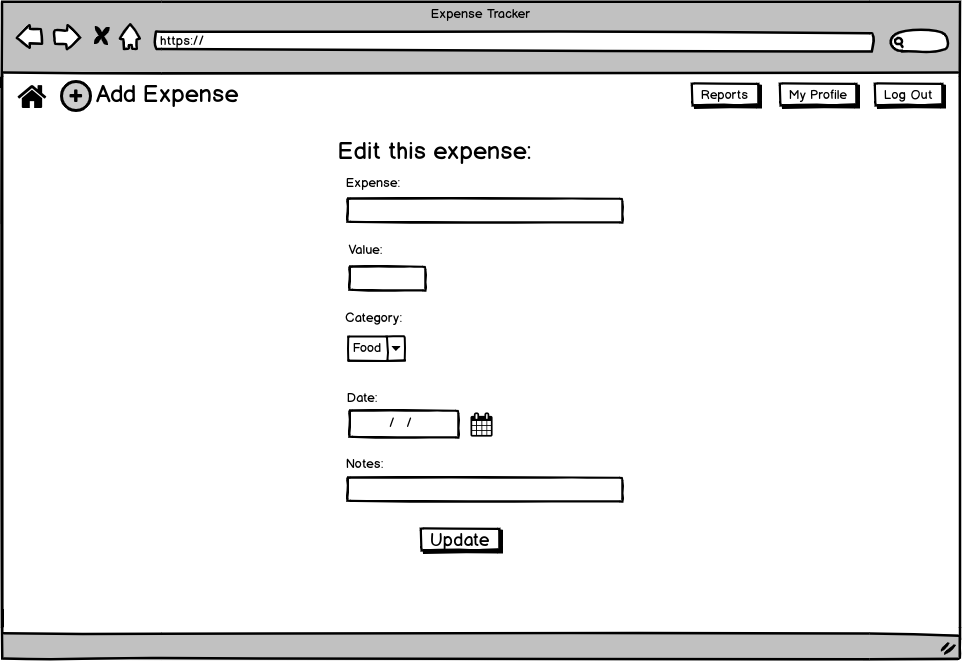 Expense Tracker
https://
Add Expense
Reports
My Profile
Log Out
Edit this expense:
Expense:
Value:
Category:
Food
Date:
/ /
Notes:
Update